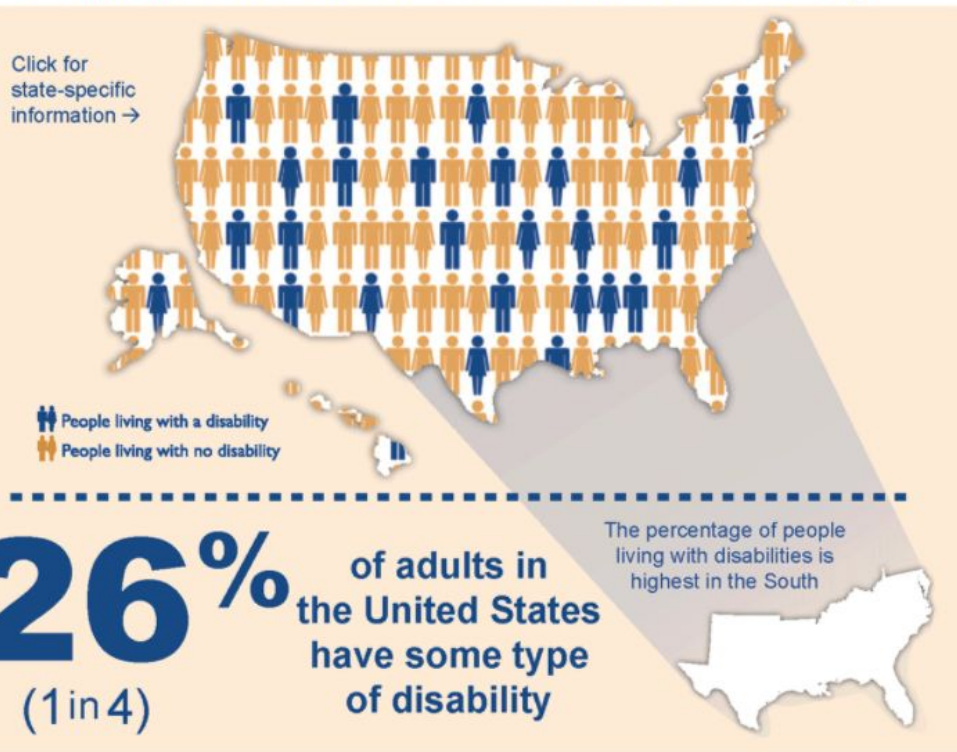 Click for
state-specific
information →
People living with a disability
People living with no disability
26%
(1 in 4)
of adults in
the United States
have some type
of disability
The percentage of people
living with disabilities is
highest in the South